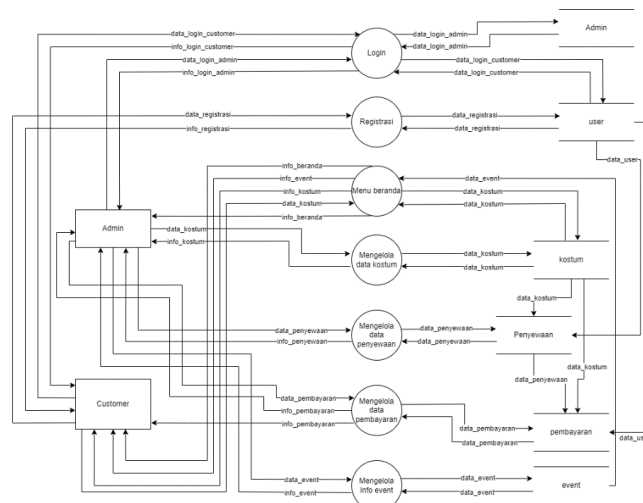 data_login_customer
info_login_customer
data_login_admin
info_login_admin
Login
data_login_admin
data_login_admin
Admin
data_login_customer
data_login_customer
data_registrasi
info_registrasi
Registrasi
data_registrasi
data_registrasi
user
data_user
info_beranda
info_event
info_kostum
data_kostum
info_beranda
Menu beranda
data_event
data_kostum
data_kostum
Admin
data_kostum
info_kostum
Mengelola
data kostum
data_kostum
data_kostum
kostum
data_kostum
data_penyewaan
info_penyewaan
Mengelola
data
penyewaan
data_penyewaan
data_penyewaan
Penyewaan
data_kostum
data_penyewaan
Customer
data_pembayaran
info_pembayaran
info_pembayaran
Mengelola
data
pembayaran
data_pembayaran
data_pembayaran
pembayaran
data_us
data_event
info_event
Mengelola
info event
data_event
data_event
event